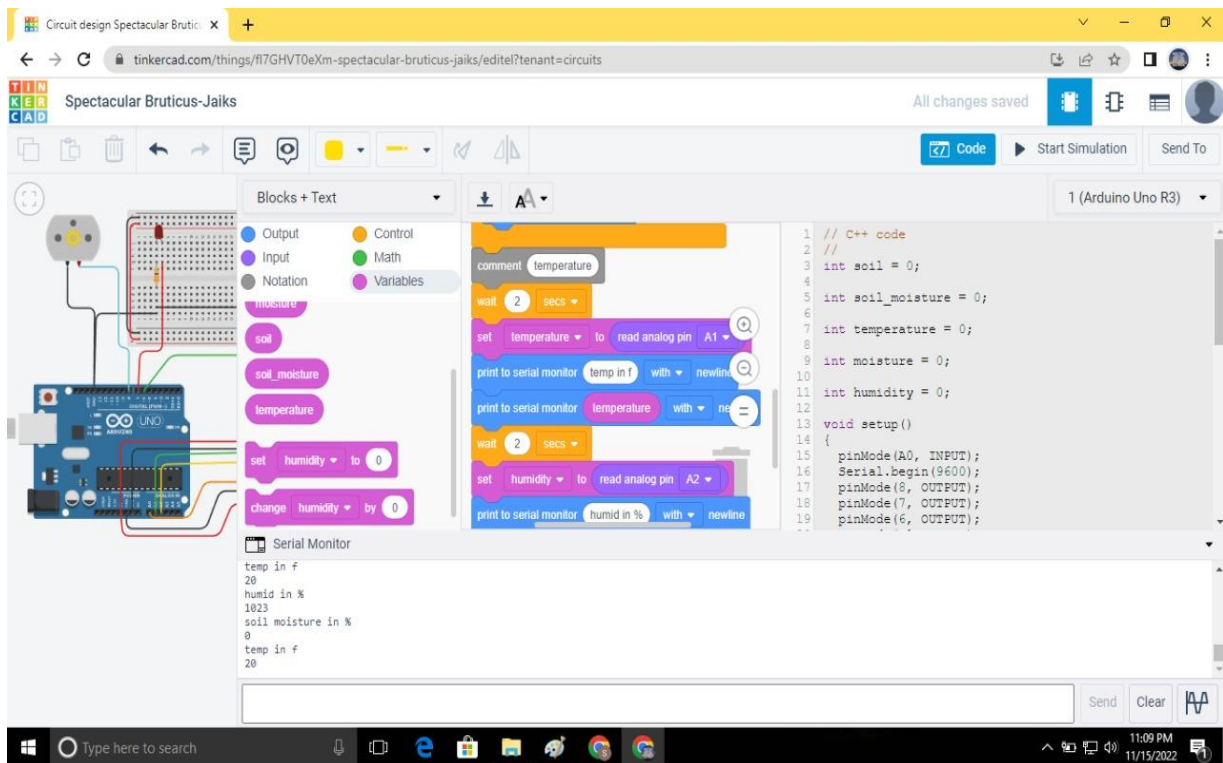 Circuit design Spectacular Brutic
tinkercad.com/things/fI7GHVT0eXm-spectacular-bruticus-jaiks/editel?tenant=circuits
TIN
KER
CAD
Spectacular Bruticus-Jaiks
All changes saved
Code
Start Simulation
Send To
Blocks + Text
1 (Arduino Uno R3)
Output
Control
Input
Math
Notation
Variables
moisture
soil
soil_moisture
temperature
set humidity to 0
change humidity by 0
comment temperature
wait 2 secs
set temperature to read analog pin A1
print to serial monitor temp in f with newline
print to serial monitor temperature with ne
wait 2 secs
set humidity to read analog pin A2
print to serial monitor humid in % with newline
1 // C++ code
2 //
3 int soil = 0;
4
5 int soil_moisture = 0;
6
7 int temperature = 0;
8
9 int moisture = 0;
10
11 int humidity = 0;
12
13 void setup()
14 {
15 pinMode(A0, INPUT);
16 Serial.begin(9600);
17 pinMode(8, OUTPUT);
18 pinMode(7, OUTPUT);
19 pinMode(6, OUTPUT);
UNO
ARDUINO
Serial Monitor
temp in f
20
humid in %
1023
soil moisture in %
0
temp in f
20
Send
Clear
Type here to search
11:09 PM
11/15/2022